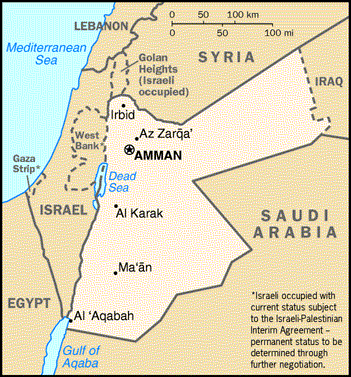 LEBANON
0 50 100 km
0 50 100 mi
Mediterranean
Sea
SYRIA
Golan
Heights
(Israeli
occupied)
IRAQ
Irbid
Az Zarqa'
West
Bank*
AMMAN
Gaza
Strip*
Dead
Sea
ISRAEL
Al Karak
SAUDI
ARABIA
Ma'ān
EGYPT
Al 'Aqabah
Gulf of
Aqaba
*Israeli occupied with
current status subject
to the Israeli-Palestinian
Interim Agreement –
permanent status to be
determined through
further negotiation.